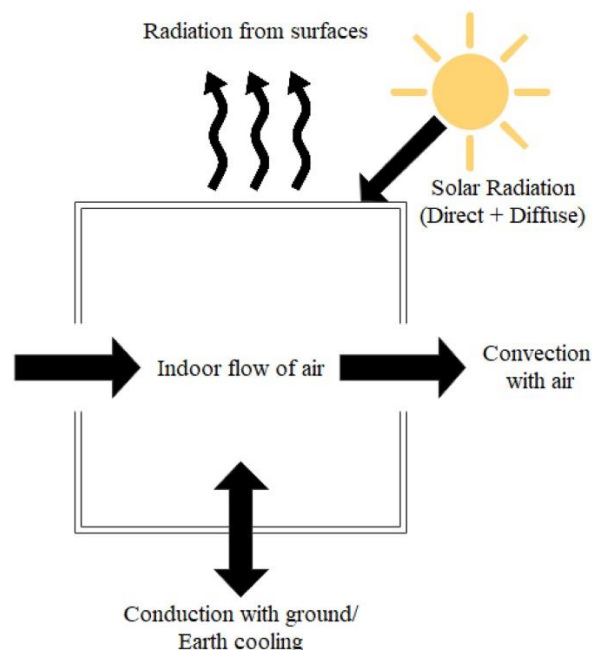 Radiation from surfaces
Solar Radiation
(Direct + Diffuse)
Indoor flow of air
Convection
with air
Conduction with ground/
Earth cooling